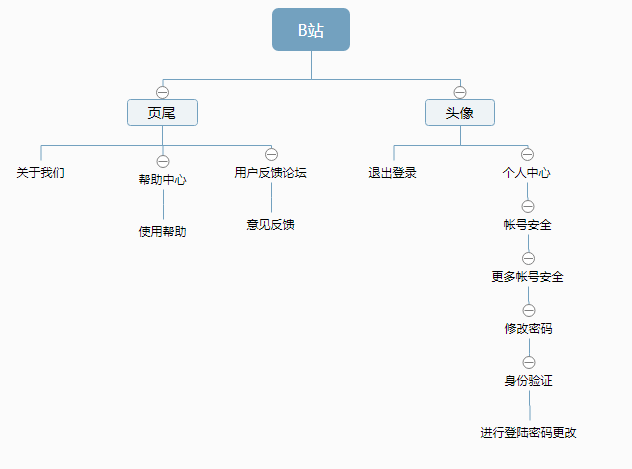 B站
页尾
头像
关于我们
帮助中心
用户反馈论坛
退出登录
个人中心
使用帮助
意见反馈
帐号安全
更多帐号安全
修改密码
身份验证
进行登陆密码更改